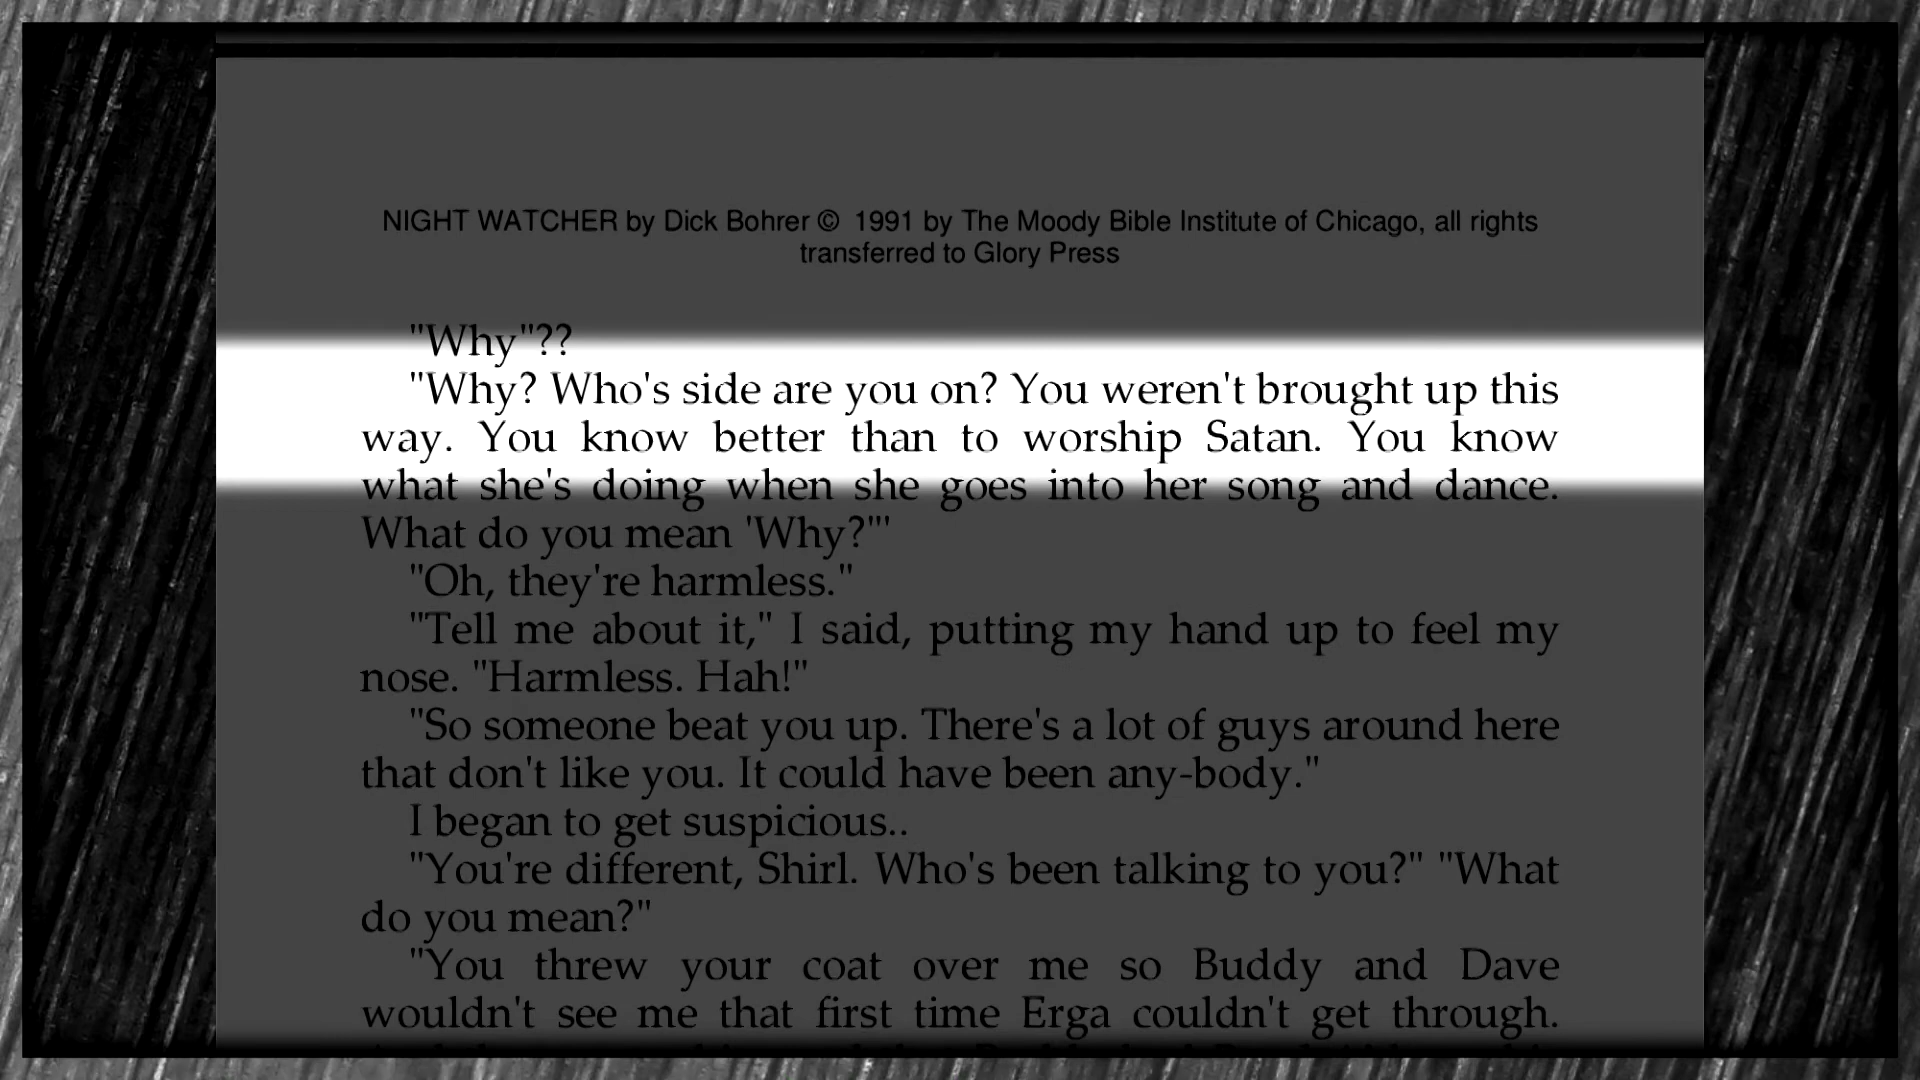 NIGHT WATCHER by Dick Bohrer © 1991 by The Moody Bible Institute of Chicago, all rights
transferred to Glory Press
"Why"??
"Why? Who's side are you on? You weren't brought up this
way. You know better than to worship Satan. You know
what she's doing when she goes into her song and dance.
What do you mean 'Why?'"
"Oh, they're harmless."
"Tell me about it," I said, putting my hand up to feel my
nose. "Harmless. Hah!"
"So someone beat you up. There's a lot of guys around here
that don't like you. It could have been any-body."
I began to get suspicious..
"You're different, Shirl. Who's been talking to you?" "What
do you mean?"
"You threw your coat over me so Buddy and Dave
wouldn't see me that first time Erga couldn't get through.